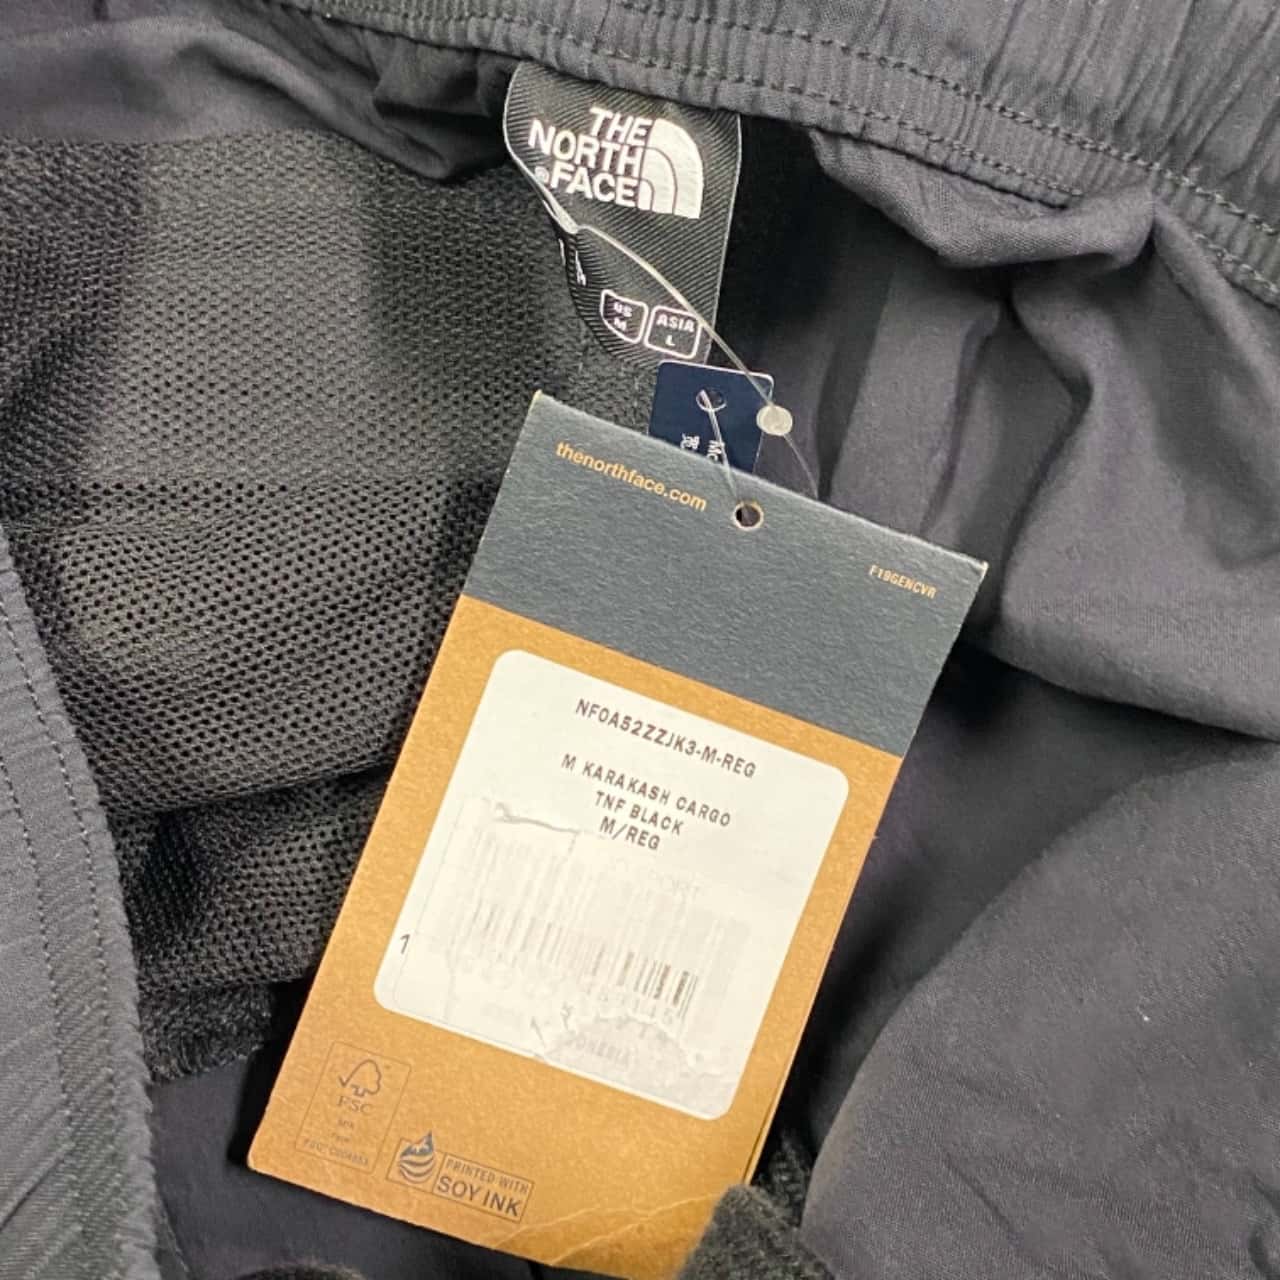 THE
NORTH
FACE
US
M
ASIA
L
thenorthface.com
F19GENCVR
NF0A52ZZJK3-M-REG
M KARAKASH CARGO
TNF BLACK
M/REG
1
FSC
PRINTED WITH
SOY INK